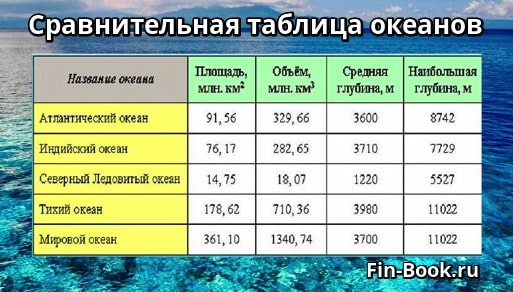 Сравнительная таблица океанов
Название океана
Площадь, млн. км²
Объём, млн. км³
Средняя глубина, м
Наибольшая глубина, м
Атлантический океан 91, 56 329, 66 3600 8742
Индийский океан 76, 17 282, 65 3710 7729
Северный Ледовитый океан 14, 75 18, 07 1220 5527
Тихий океан 178, 62 710, 36 3980 11022
Мировой океан 361, 10 1340, 74 3700 11022
Fin-Book.ru